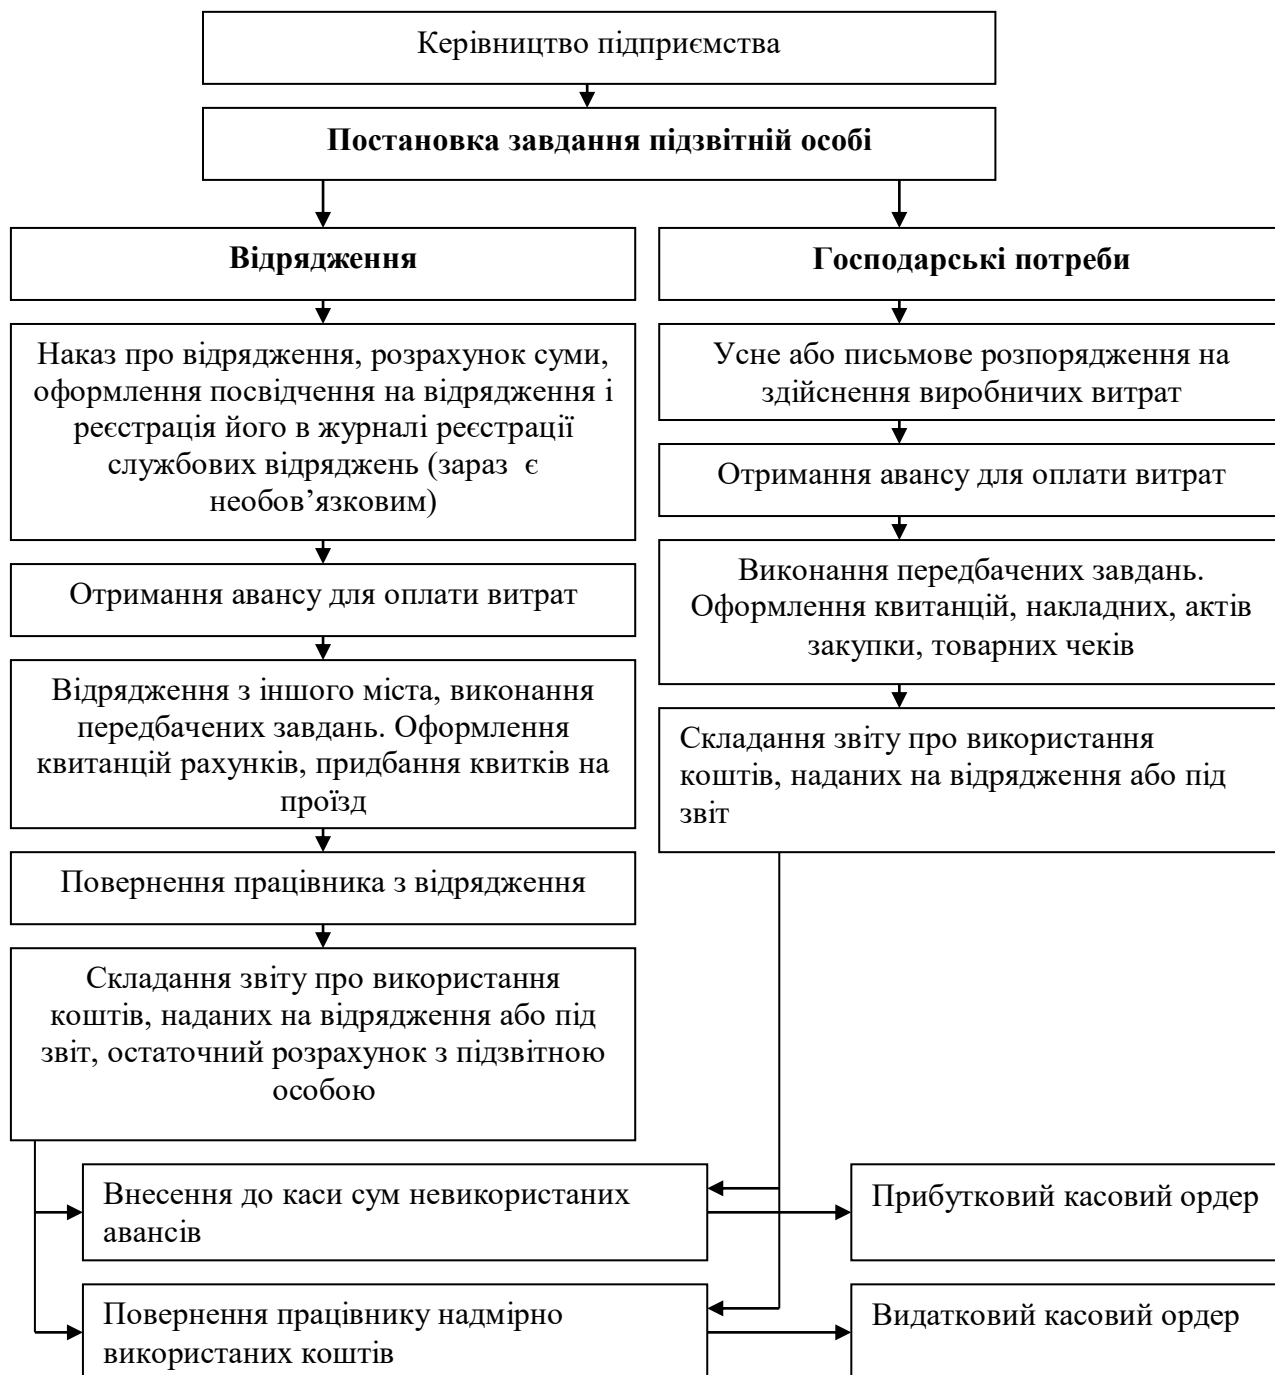 Керівництво підприємства
Постановка завдання підзвітній особі
Відрядження
Наказ про відрядження, розрахунок суми,
оформлення посвідчення на відрядження і
реєстрація його в журналі реєстрації
службових відряджень (зараз є
необов’язковим)
Отримання авансу для оплати витрат
Відрядження з іншого міста, виконання
передбачених завдань. Оформлення
квитанцій рахунків, придбання квитків на
проїзд
Повернення працівника з відрядження
Складання звіту про використання
коштів, наданих на відрядження або під
звіт, остаточний розрахунок з підзвітною
особою
Господарські потреби
Усне або письмове розпорядження на
здійснення виробничих витрат
Отримання авансу для оплати витрат
Виконання передбачених завдань.
Оформлення квитанцій, накладних, актів
закупки, товарних чеків
Складання звіту про використання
коштів, наданих на відрядження або під
звіт
Внесення до каси сум невикористаних
авансів
Прибутковий касовий ордер
Повернення працівнику надмірно
використаних коштів
Видатковий касовий ордер